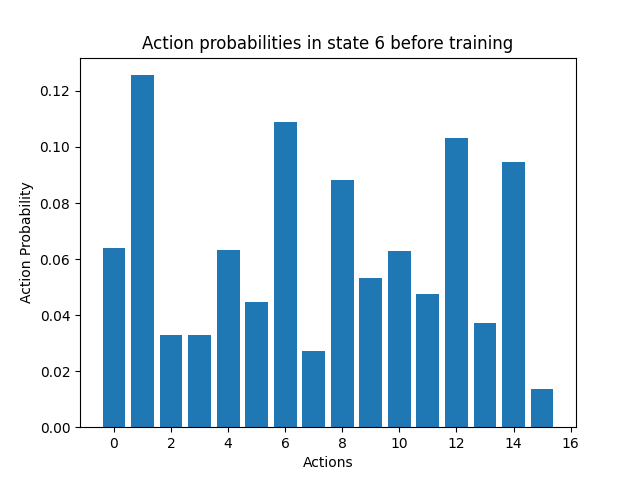 Action probabilities in state 6 before training
0.12
0.10
0.08
0.06
0.04
0.02
0.00
Action Probability
0 2 4 6 8 10 12 14 16
Actions